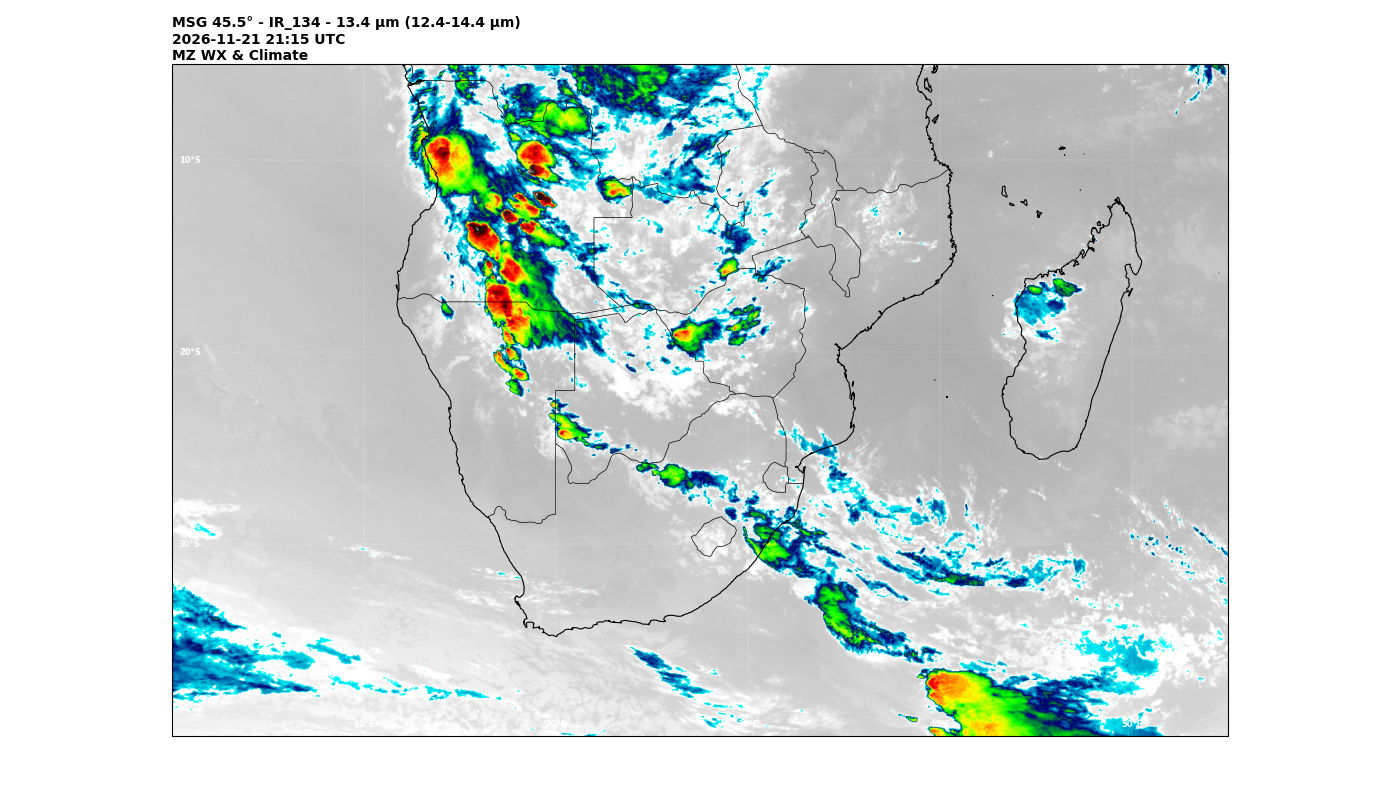 MSG 45.5° - IR_134 - 13.4 μm (12.4-14.4 μm)
2026-11-21 21:15 UTC
MZ WX & Climate
10°S
20°S
30°S
10°E
20°E